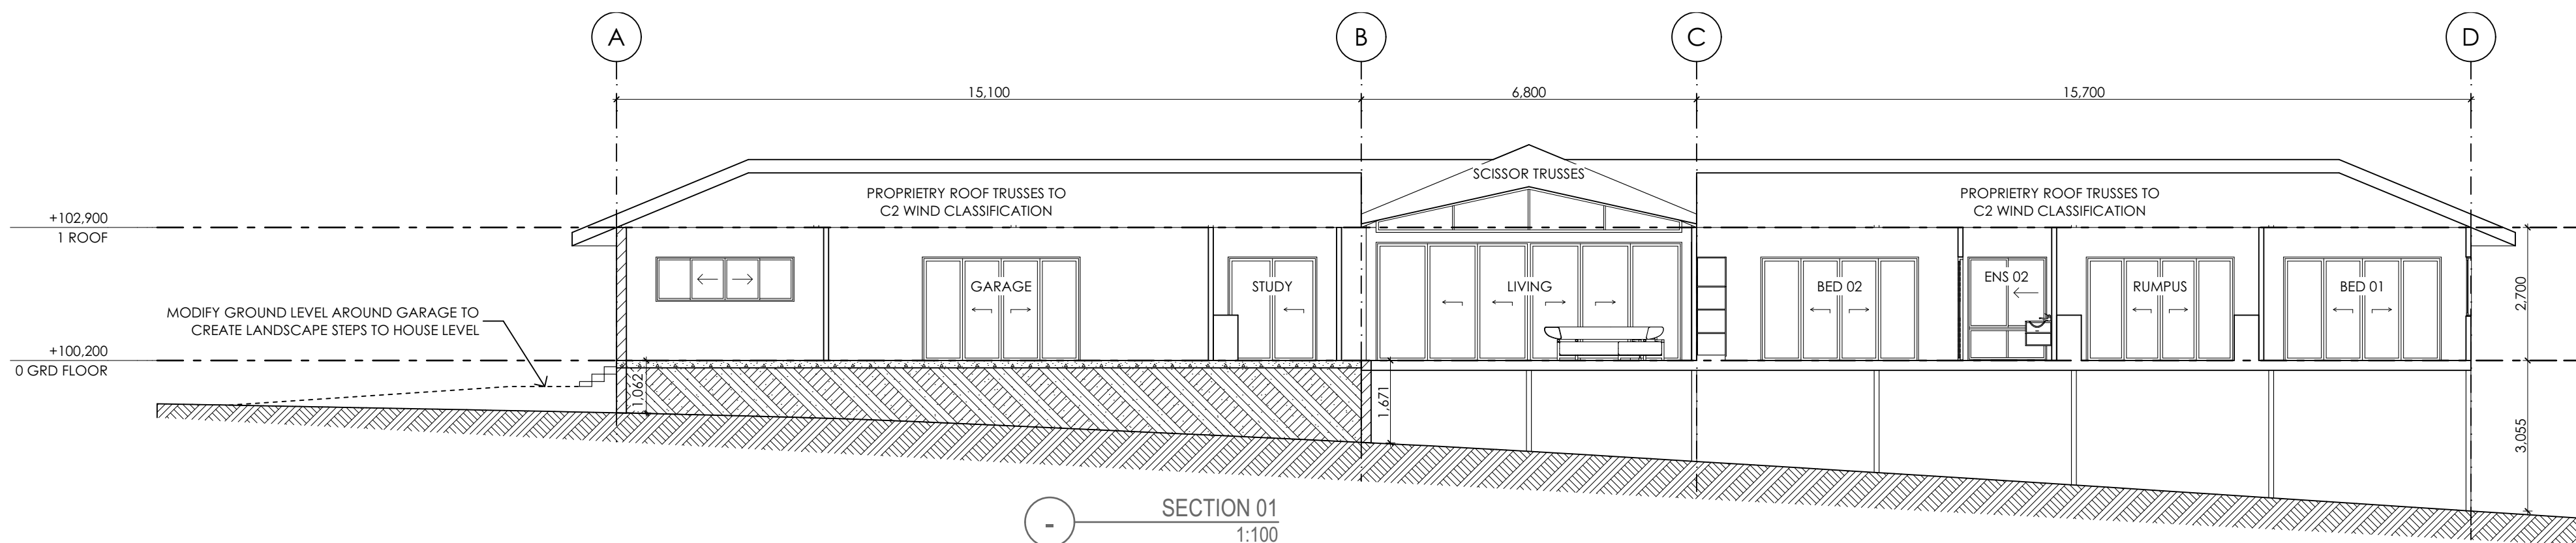 A
B
C
D
15,100
6,800
15,700
SCISSOR TRUSSES
PROPRIETRY ROOF TRUSSES TO
C2 WIND CLASSIFICATION
PROPRIETRY ROOF TRUSSES TO
C2 WIND CLASSIFICATION
+102,900
1 ROOF
GARAGE
STUDY
LIVING
BED 02
ENS 02
RUMPUS
BED 01
2,700
MODIFY GROUND LEVEL AROUND GARAGE TO
CREATE LANDSCAPE STEPS TO HOUSE LEVEL
+100,200
0 GRD FLOOR
1,062
1,671
3,055
-
SECTION 01
1:100